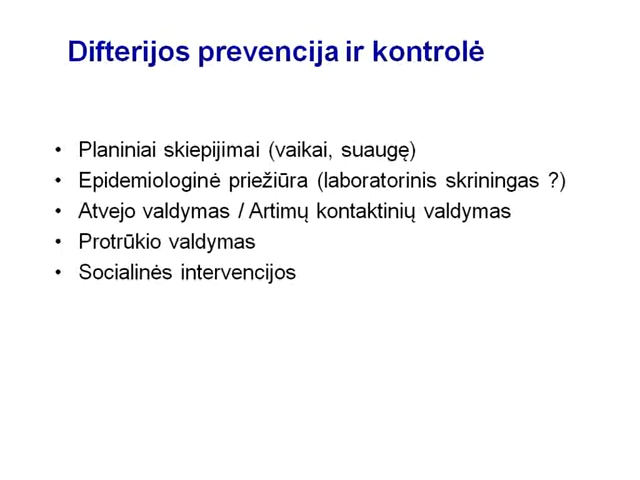 Difterijos prevencija ir kontrolė
• Planiniai skiepijimai (vaikai, suaugę)
• Epidemiologinė priežiūra (laboratorinis skriningas ?)
• Atvejo valdymas / Artimų kontaktinių valdymas
• Protrūkio valdymas
• Socialinės intervencijos